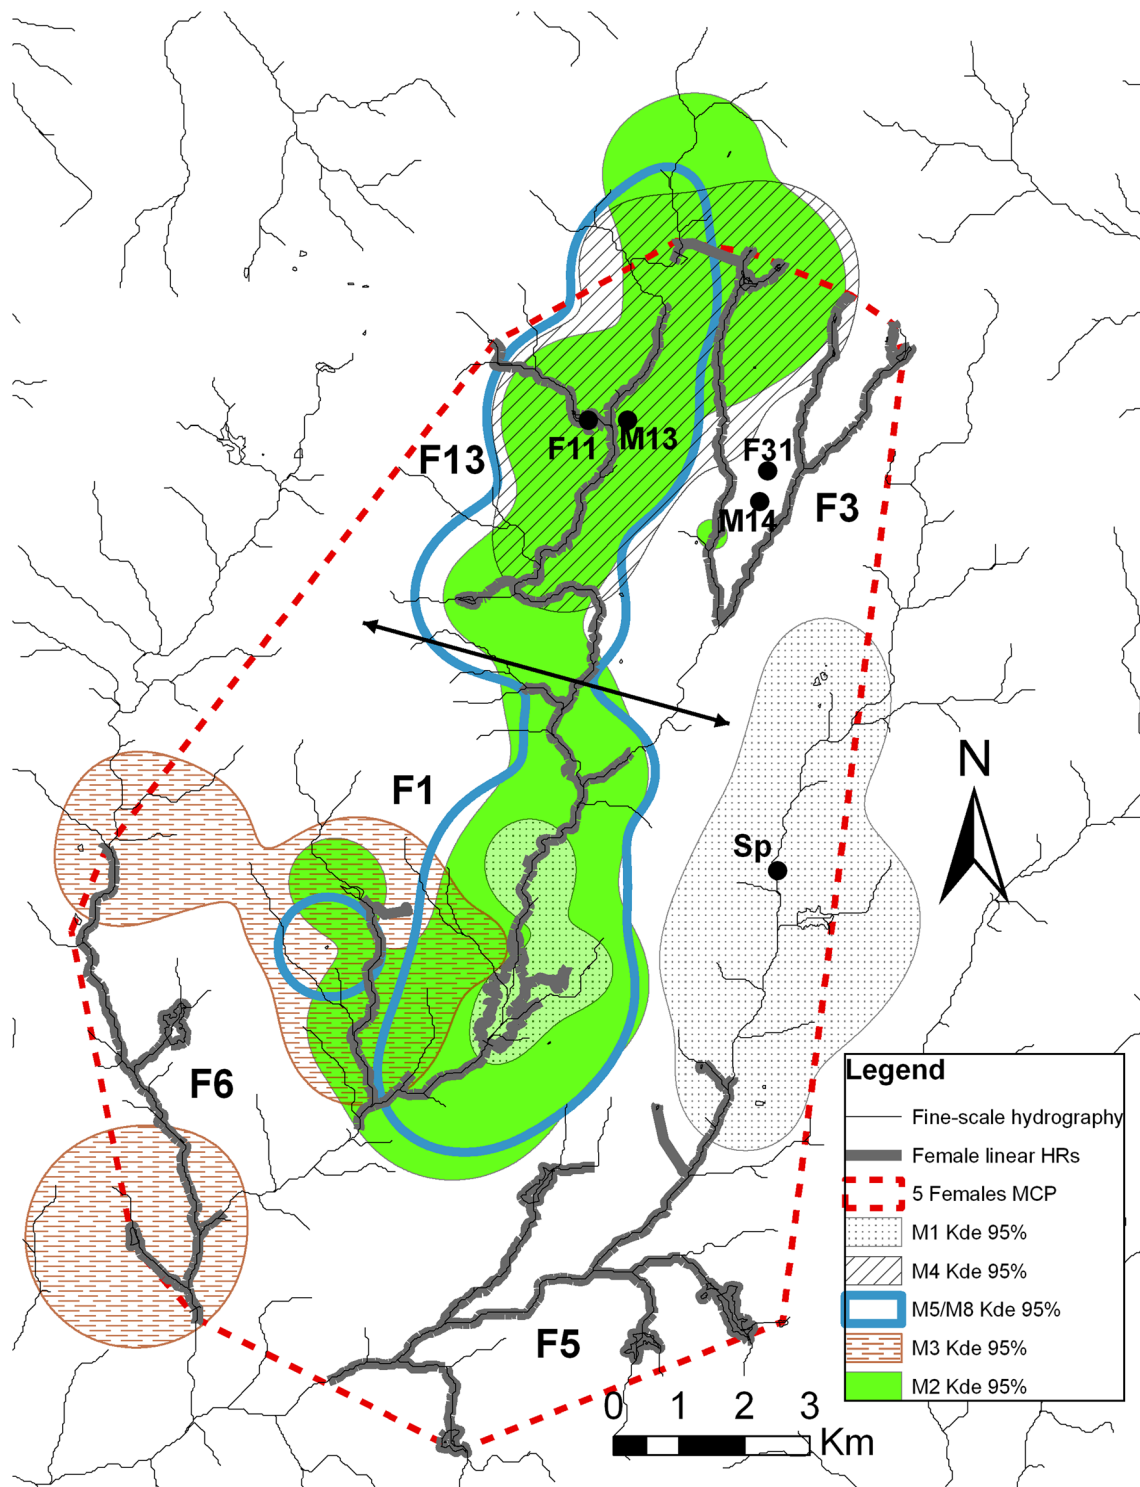 F11
M13
F13
F31
F3
M14
F1
N
Sp
F6
Legend
Fine-scale hydrography
Female linear HRs
5 Females MCP
M1 Kde 95%
M4 Kde 95%
M5/M8 Kde 95%
M3 Kde 95%
M2 Kde 95%
F5
0 1 2 3
Km